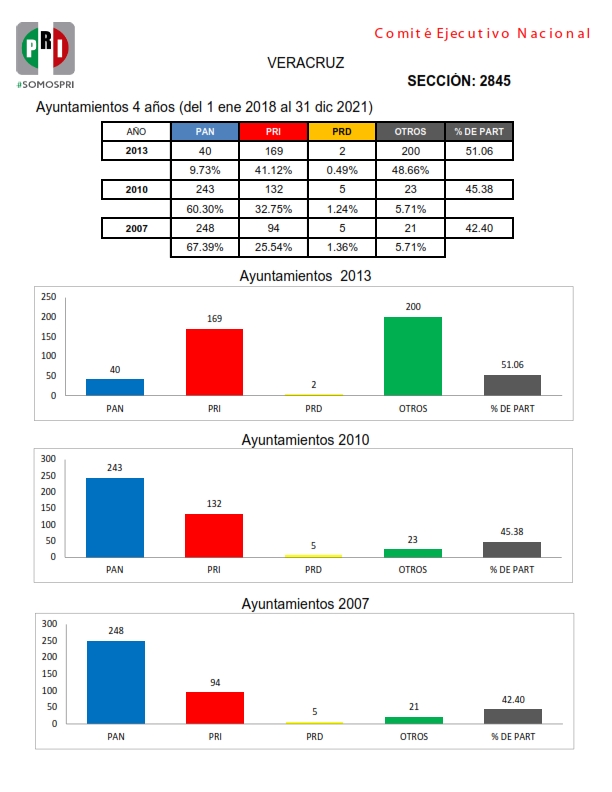 Comité Ejecutivo Nacional
PRI
#SOMOSPRI
VERACRUZ
SECCIÓN: 2845
Ayuntamientos 4 años (del 1 ene 2018 al 31 dic 2021)
AÑO PAN PRI PRD OTROS % DE PART
2013 40 169 2 200 51.06
9.73% 41.12% 0.49% 48.66%
2010 243 132 5 23 45.38
60.30% 32.75% 1.24% 5.71%
2007 248 94 5 21 42.40
67.39% 25.54% 1.36% 5.71%
Ayuntamientos 2013
250
200
150
100
50
0
40 169 2 200 51.06
PAN PRI PRD OTROS % DE PART
Ayuntamientos 2010
300
250
200
150
100
50
0
243 132 5 23 45.38
PAN PRI PRD OTROS % DE PART
Ayuntamientos 2007
300
250
200
150
100
50
0
248 94 5 21 42.40
PAN PRI PRD OTROS % DE PART